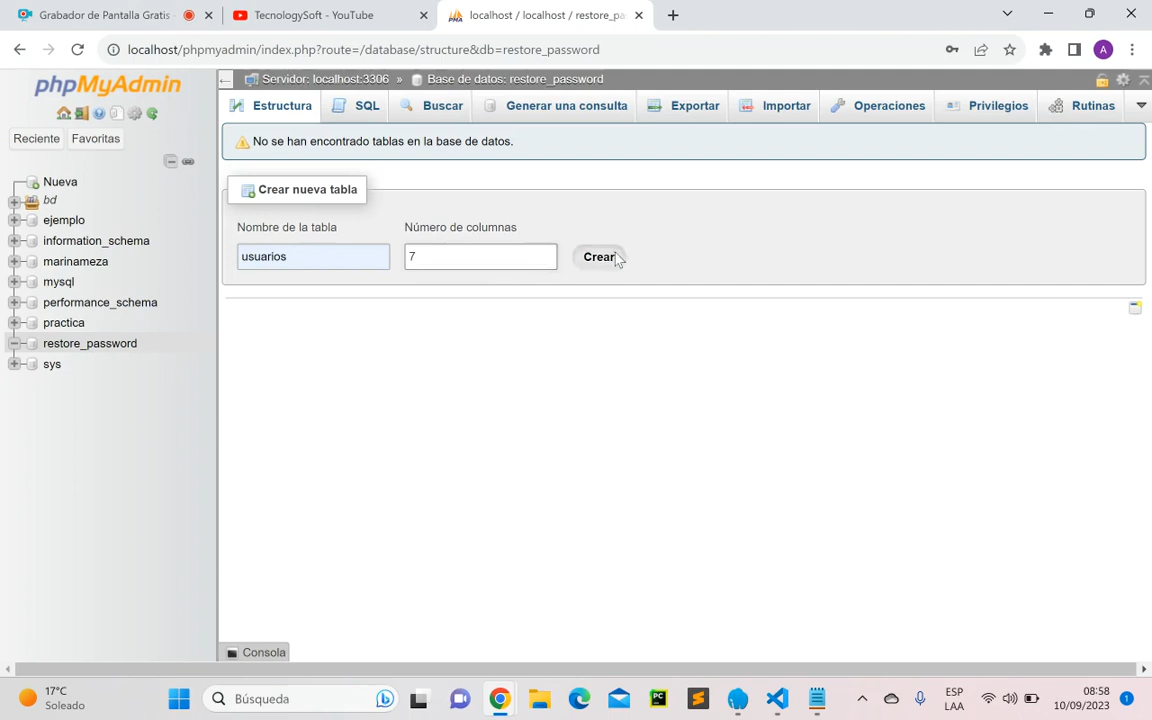 Grabador de Pantalla Gratis
TecnologySoft - YouTube
localhost / localhost / restore_pa
localhost/phpmyadmin/index.php?route=/database/structure&db=restore_password
A
phpMyAdmin
Servidor: localhost:3306 » Base de datos: restore_password
Estructura SQL Buscar Generar una consulta Exportar Importar Operaciones Privilegios Rutinas
Reciente Favoritas
No se han encontrado tablas en la base de datos.
Nueva
bd
ejemplo
information_schema
marinameza
mysql
performance_schema
practica
restore_password
sys
Crear nueva tabla
Nombre de la tabla Número de columnas
usuarios 7 Crear
Consola
17°C
Soleado
Búsqueda
ESP
LAA
08:58
10/09/2023
1